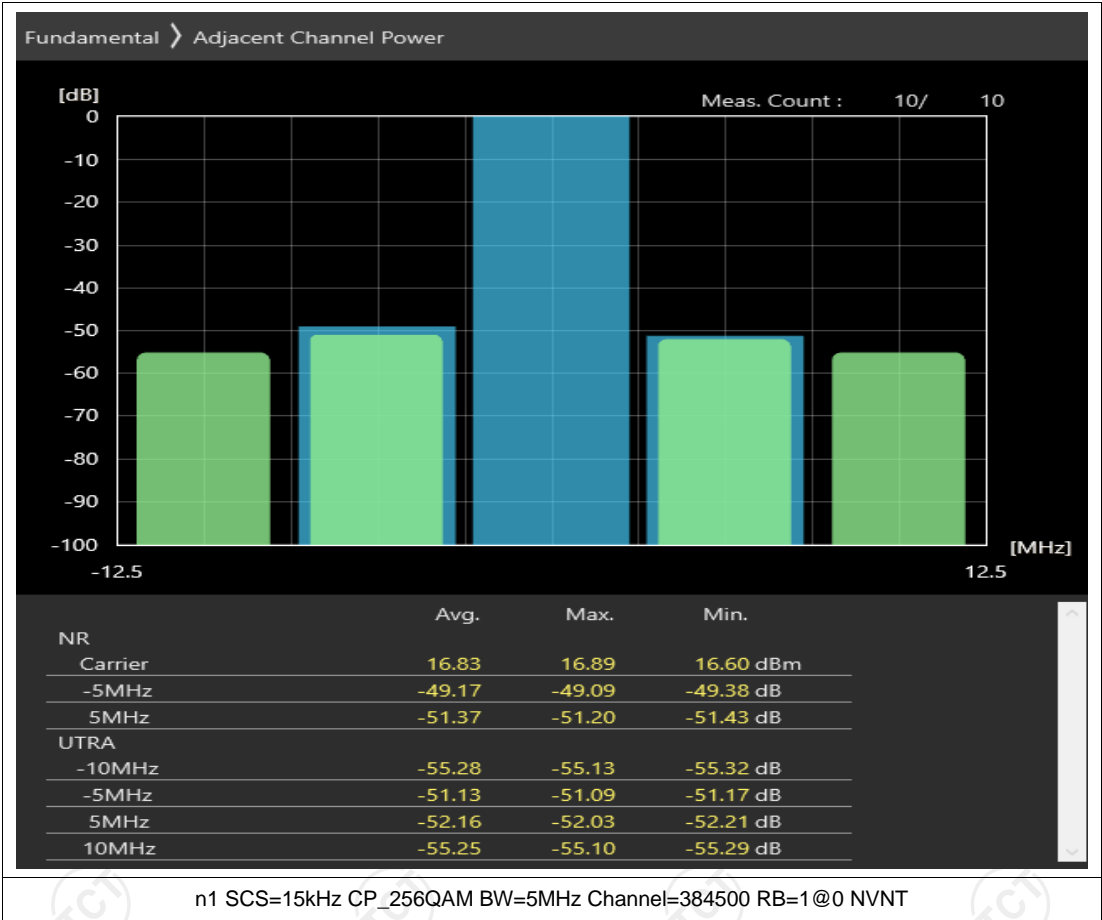 Fundamental 〉 Adjacent Channel Power
[dB]
Meas. Count : 10/ 10
0
-10
-20
-30
-40
-50
-60
-70
-80
-90
-100
[MHz]
-12.5 12.5
Avg. Max. Min.
NR
Carrier 16.83 16.89 16.60 dBm
-5MHz -49.17 -49.09 -49.38 dB
5MHz -51.37 -51.20 -51.43 dB
UTRA
-10MHz -55.28 -55.13 -55.32 dB
-5MHz -51.13 -51.09 -51.17 dB
5MHz -52.16 -52.03 -52.21 dB
10MHz -55.25 -55.10 -55.29 dB
n1 SCS=15kHz CP_256QAM BW=5MHz Channel=384500 RB=1@0 NVNT
TCT TCT TCT